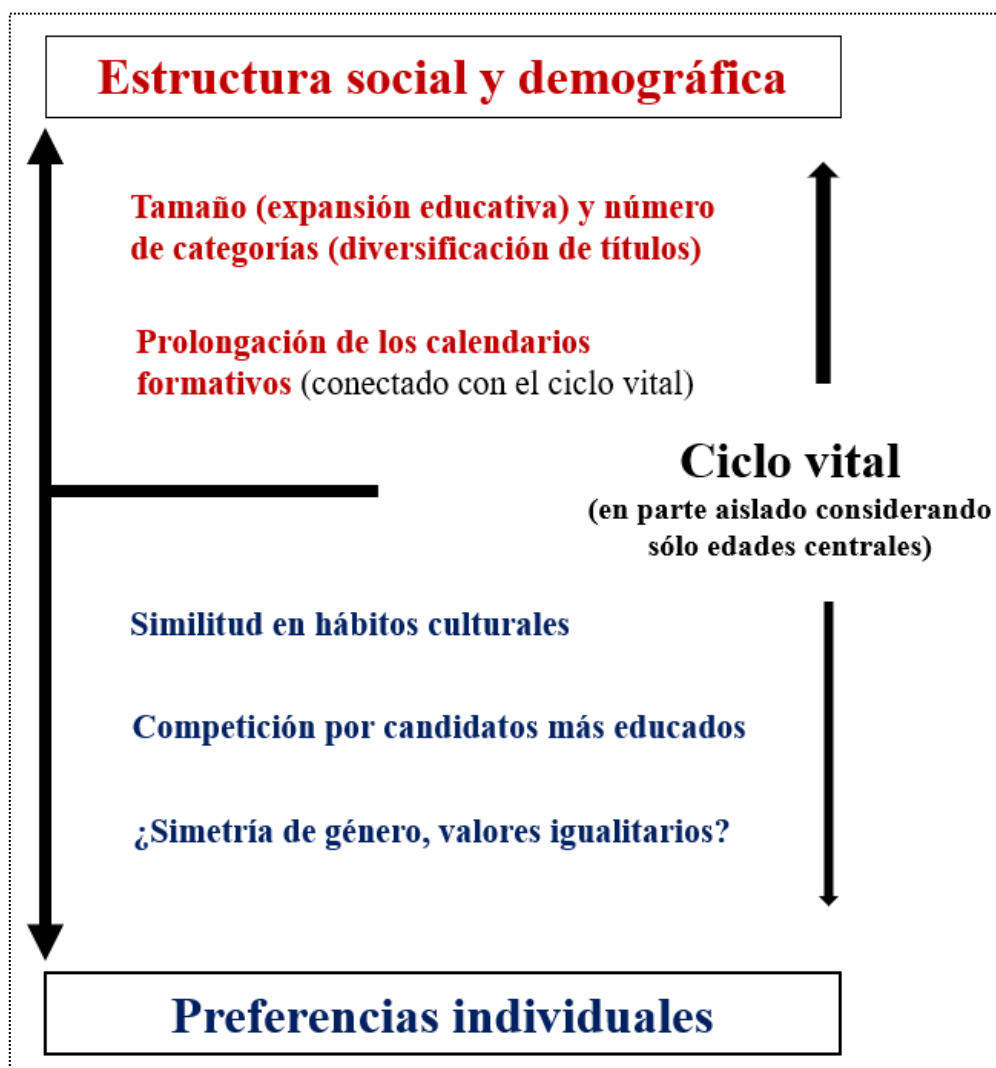 Estructura social y demográfica
Tamaño (expansión educativa) y número
de categorías (diversificación de títulos)
Prolongación de los calendarios
formativos (conectado con el ciclo vital)
Ciclo vital
(en parte aislado considerando
sólo edades centrales)
Similitud en hábitos culturales
Competición por candidatos más educados
¿Simetría de género, valores igualitarios?
Preferencias individuales